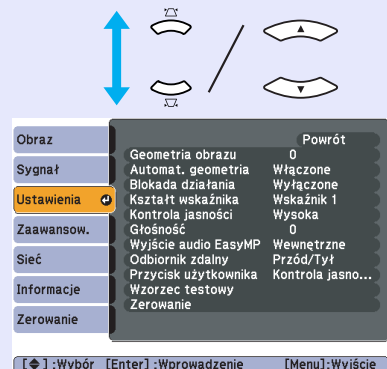 Obraz
Sygnał
Ustawienia
Zaawansow.
Sieć
Informacje
Zerowanie
Powrót
Geometria obrazu 0
Automat. geometria Włączone
Blokada działania Wyłączone
Kształt wskaźnika Wskaźnik 1
Kontrola jasności Wysoka
Głośność 0
Wyjście audio EasyMP Wewnętrzne
Odbiornik zdalny Przód/Tył
Przycisk użytkownika Kontrola jasno...
Wzorzec testowy
Zerowanie
[◆] :Wybór [Enter] :Wprowadzenie [Menu]:Wyjście